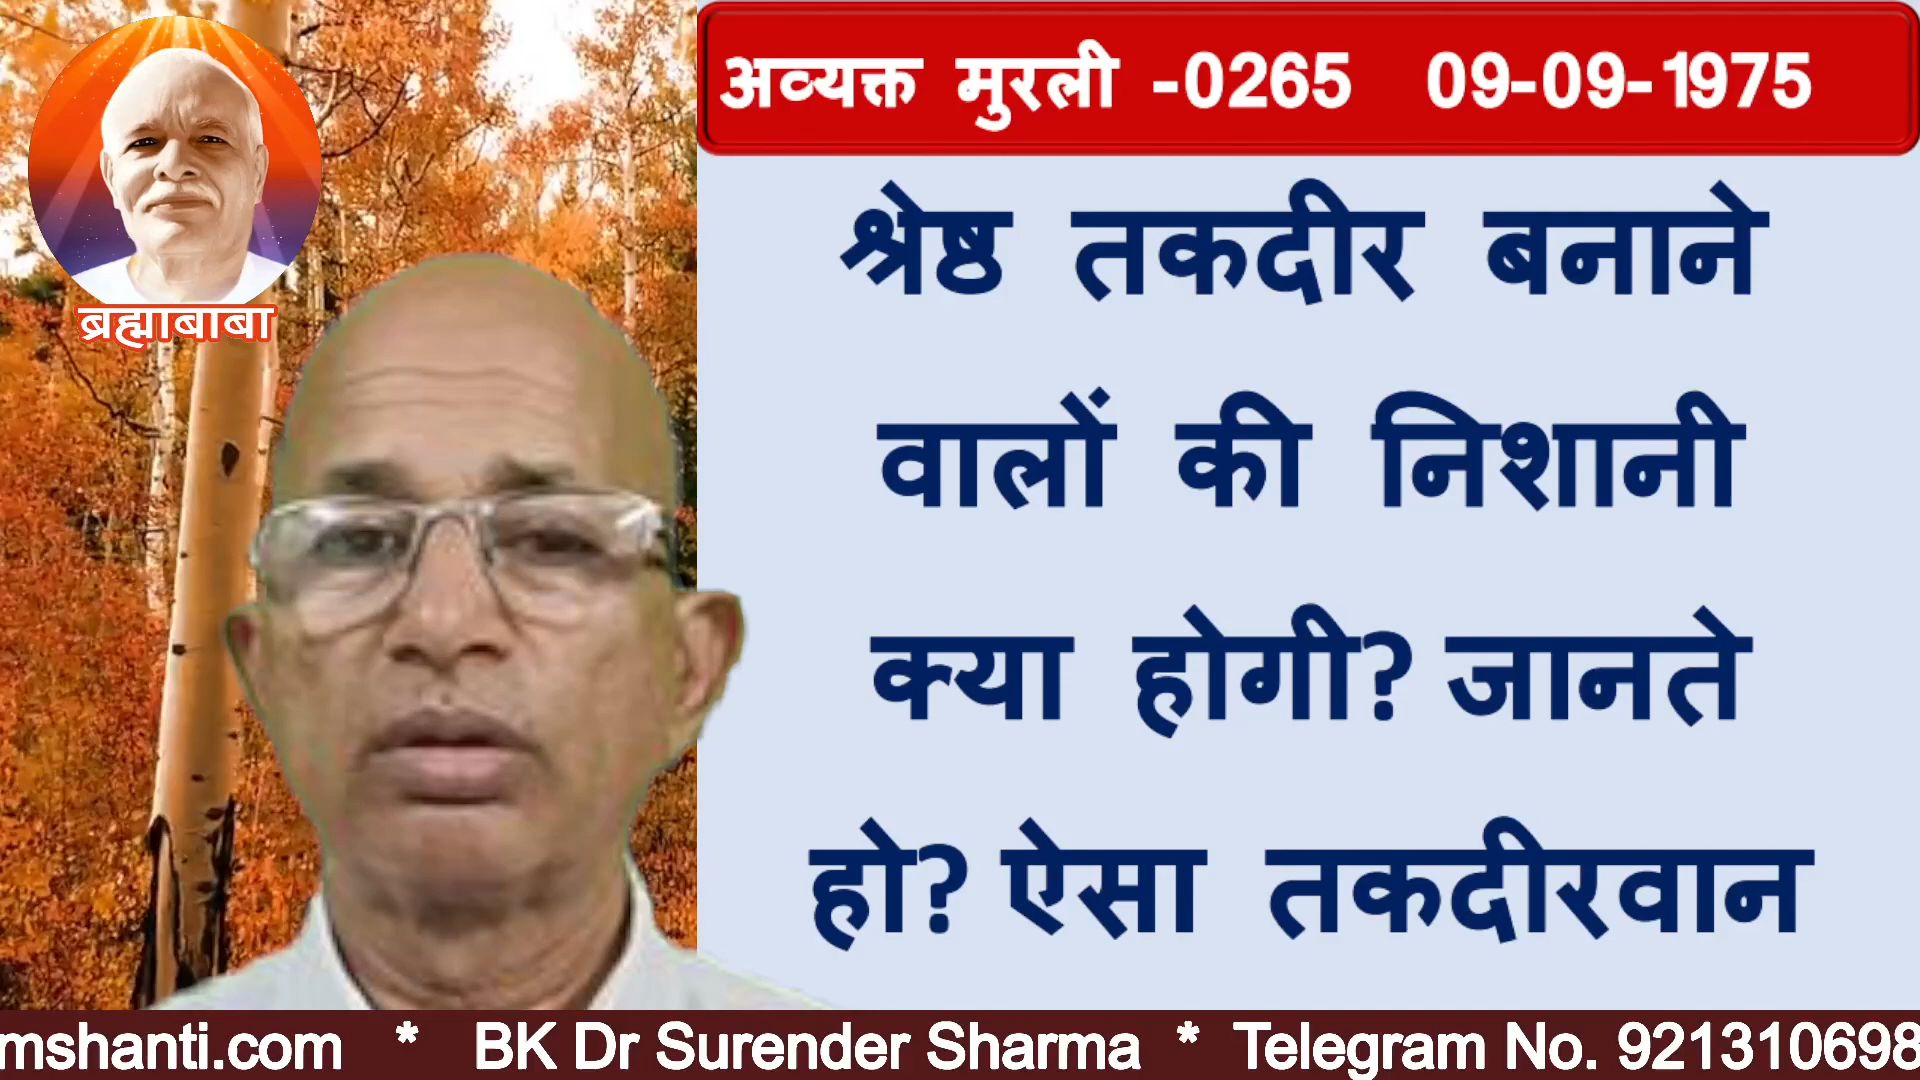 अव्यक्त मुरली -0265 09-09-1975
ब्रह्माबाबा
श्रेष्ठ तकदीर बनाने
वालों की निशानी
क्या होगी? जानते
हो? ऐसा तकदीरवान
mshanti.com * BK Dr Surender Sharma * Telegram No. 921310698